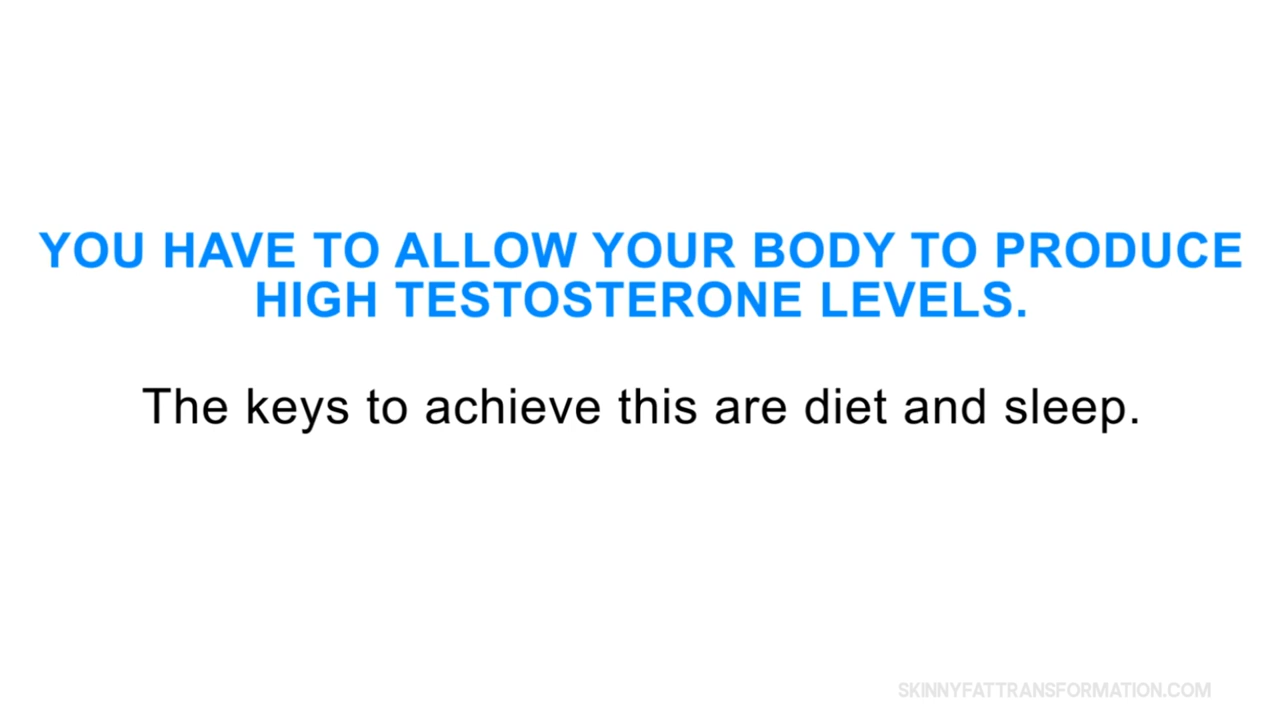 YOU HAVE TO ALLOW YOUR BODY TO PRODUCE
HIGH TESTOSTERONE LEVELS.
The keys to achieve this are diet and sleep.
SKINNYFATTRANSFORMATION.COM